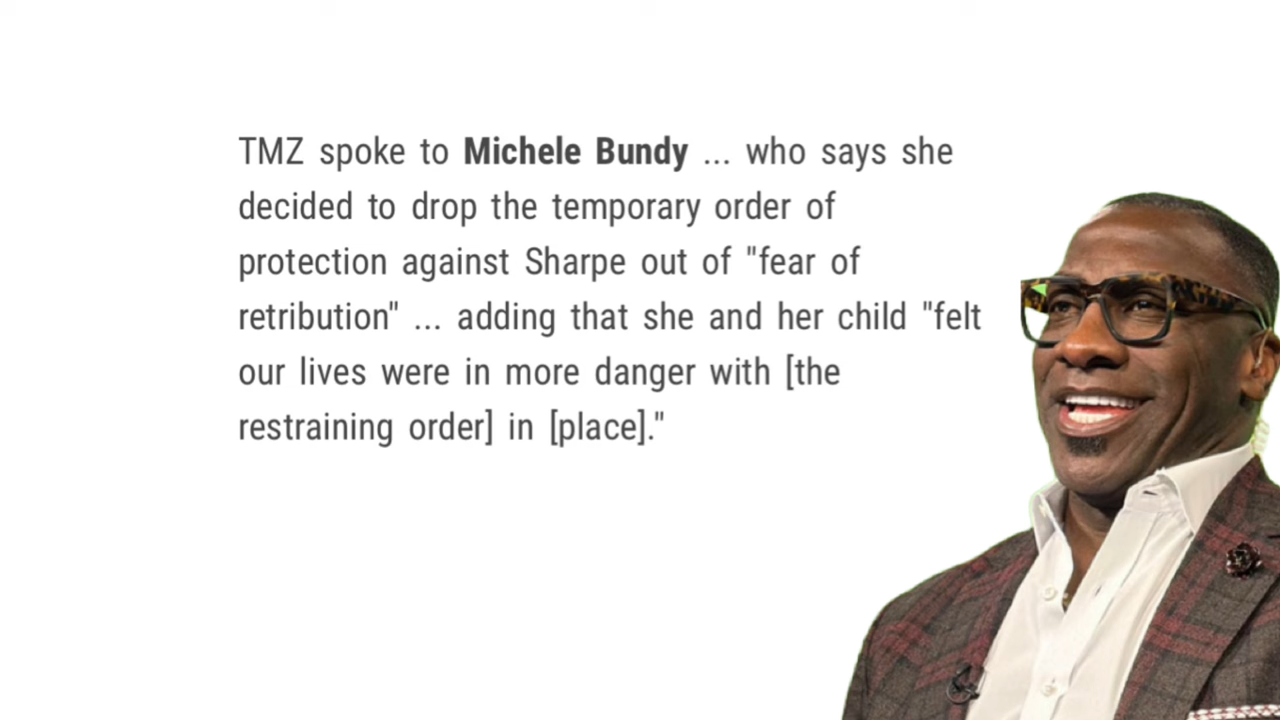 TMZ spoke to Michele Bundy ... who says she
decided to drop the temporary order of
protection against Sharpe out of "fear of
retribution" ... adding that she and her child "felt
our lives were in more danger with [the
restraining order] in [place]."